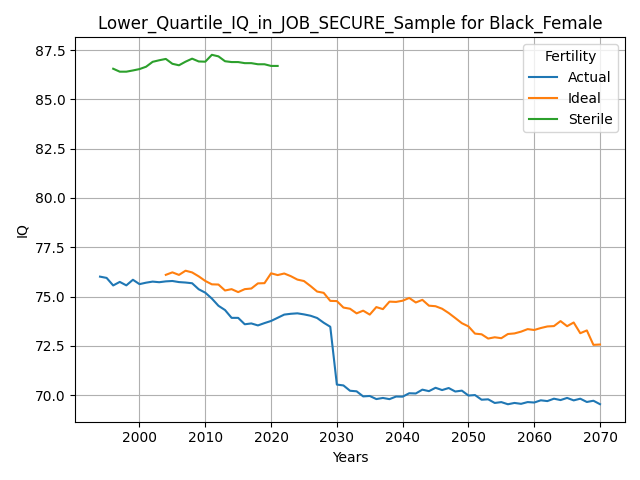 Lower_Quartile_IQ_in_JOB_SECURE_Sample for Black_Female
Fertility
Actual
Ideal
Sterile
87.5
85.0
82.5
80.0
77.5
75.0
72.5
70.0
IQ
2000 2010 2020 2030 2040 2050 2060 2070
Years